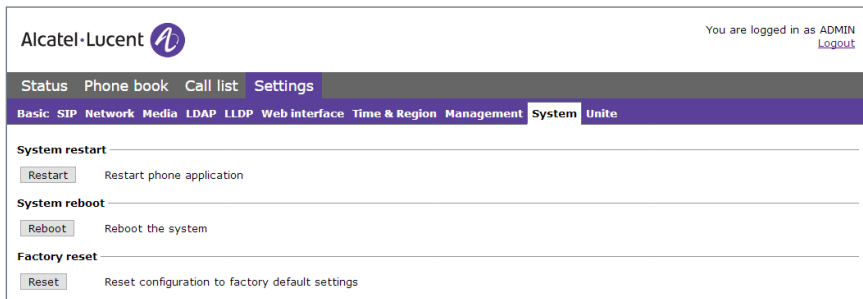 Alcatel·Lucent
You are logged in as ADMIN
Logout
Status Phone book Call list Settings
Basic SIP Network Media LDAP LLDP Web interface Time & Region Management System Unite
System restart
Restart Restart phone application
System reboot
Reboot Reboot the system
Factory reset
Reset Reset configuration to factory default settings